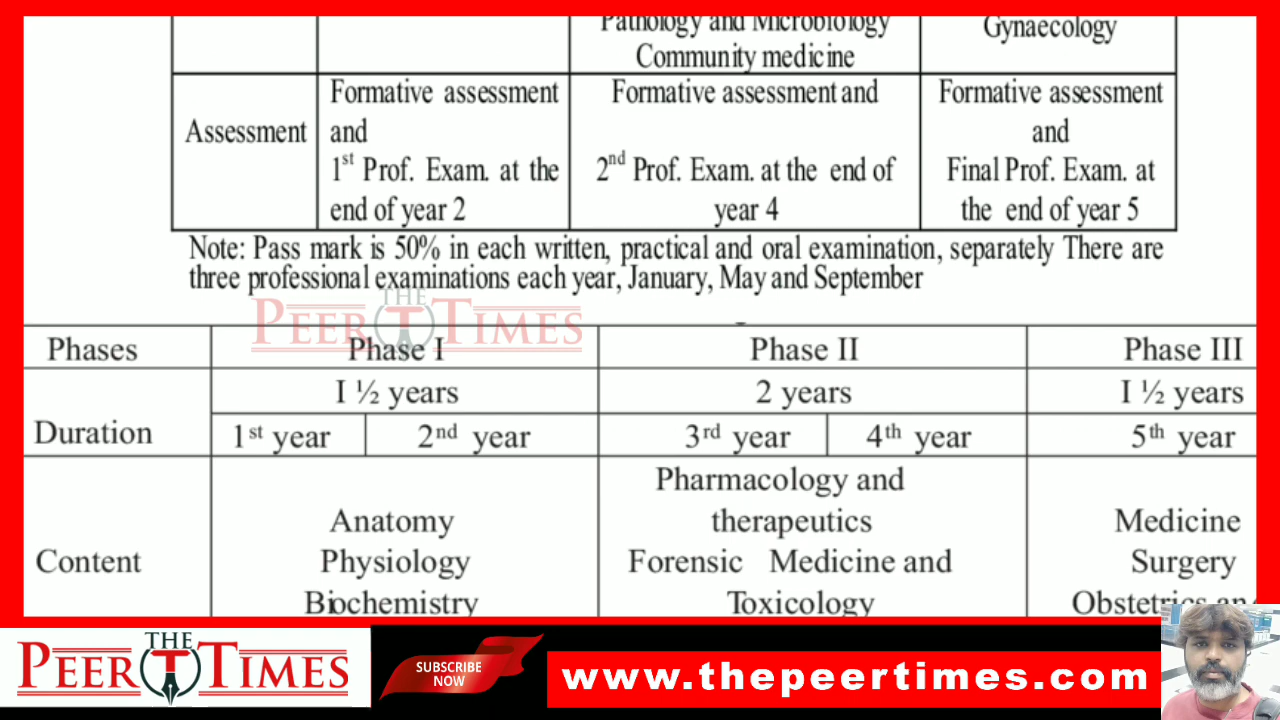 Pathology and Microbiology
Community medicine
Gynaecology
Assessment
Formative assessment
and
1st Prof. Exam. at the
end of year 2
Formative assessment and
2nd Prof. Exam. at the end of
year 4
Formative assessment
and
Final Prof. Exam. at
the end of year 5
Note: Pass mark is 50% in each written, practical and oral examination, separately There are
three professional examinations each year, January, May and September
THE
PEER TIMES
Phases
Phase I
Phase II
Phase III
Duration
I ½ years
2 years
I ½ years
1st year
2nd year
3rd year
4th year
5th year
Content
Anatomy
Physiology
Biochemistry
Pharmacology and
therapeutics
Forensic Medicine and
Toxicology
Medicine
Surgery
Obstetrics
THE
PEER TIMES
SUBSCRIBE
NOW
www.thepeertimes.com